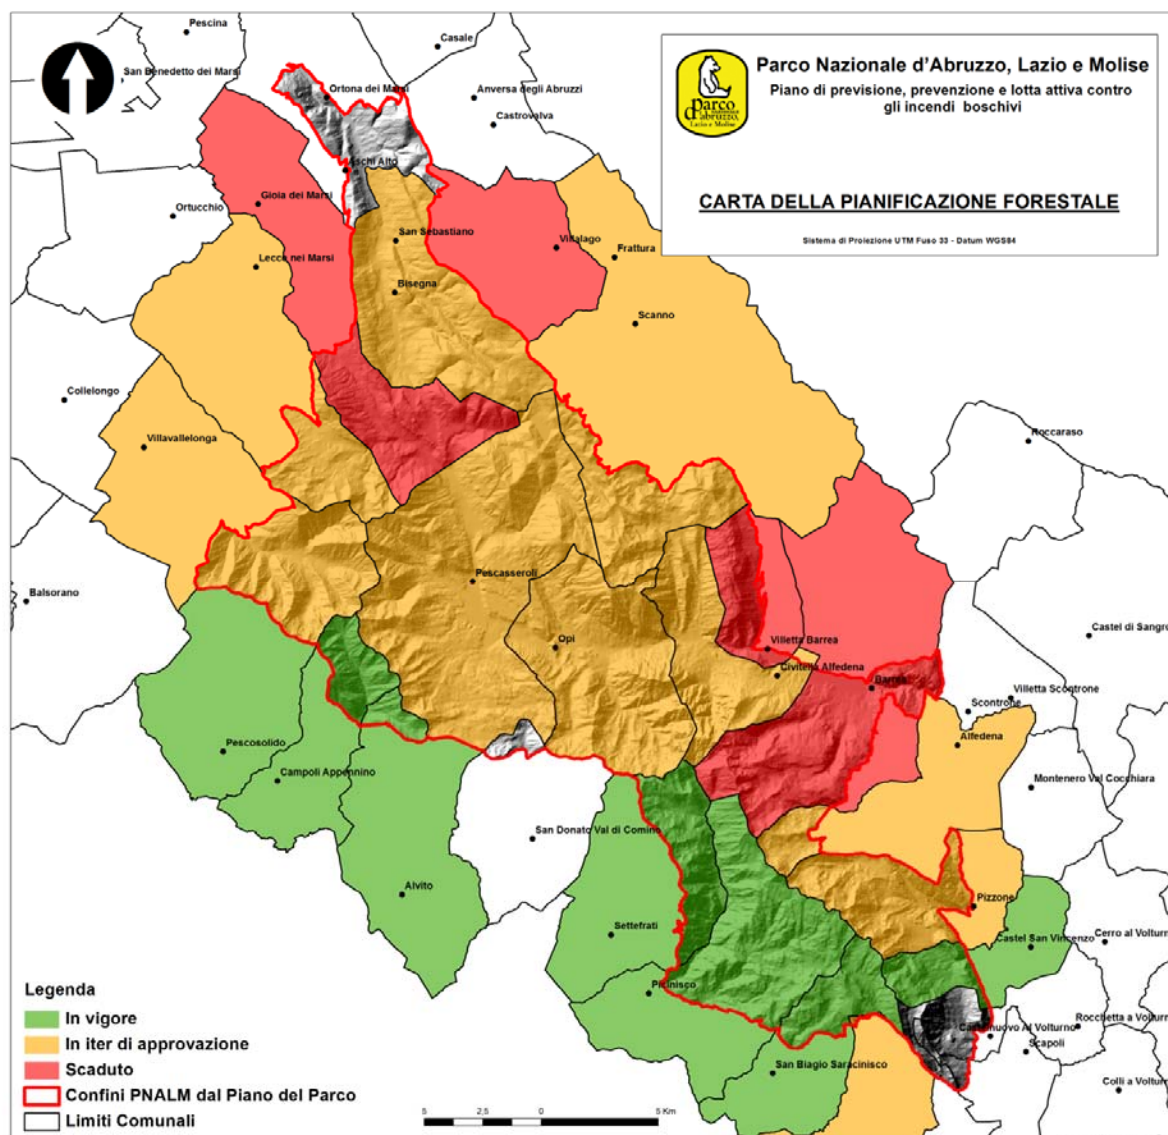 Parco Nazionale d'Abruzzo, Lazio e Molise
Piano di previsione, prevenzione e lotta attiva contro
gli incendi boschivi
CARTA DELLA PIANIFICAZIONE FORESTALE
Sistema di Proiezione UTM Fuso 33 - Datum WGS84
Parco
d'abruzzo,
Lazio e Molise
Pescina
Casale
San Benedetto dei Marsi
Ortona dei Marsi
Anversa degli Abruzzi
Castrovalva
Aschi Alto
Gioia dei Marsi
Ortucchio
San Sebastiano
Villalago
Frattura
Lecce nei Marsi
Bisegna
Scanno
Collelongo
Villavallelonga
Roccaraso
Pescasseroli
Balsorano
Castel di Sangro
Opi
Villetta Barrea
Civitella Alfedena
Barrea
Villetta Scontrone
Scontrone
Alfedena
Pescosolido
Campoli Appennino
Montenero Val Cocchiara
San Donato Val di Comino
Alvito
Pizzone
Settefrati
Castel San Vincenzo
Cerro al Volturn
Picinisco
Castelnuovo Al Volturno
Rocchetta a Volturn
Scapoli
San Biagio Saracinisco
Colli a Volturn
Legenda
In vigore
In iter di approvazione
Scaduto
Confini PNALM dal Piano del Parco
Limiti Comunali
5 2,5 0 5 Km